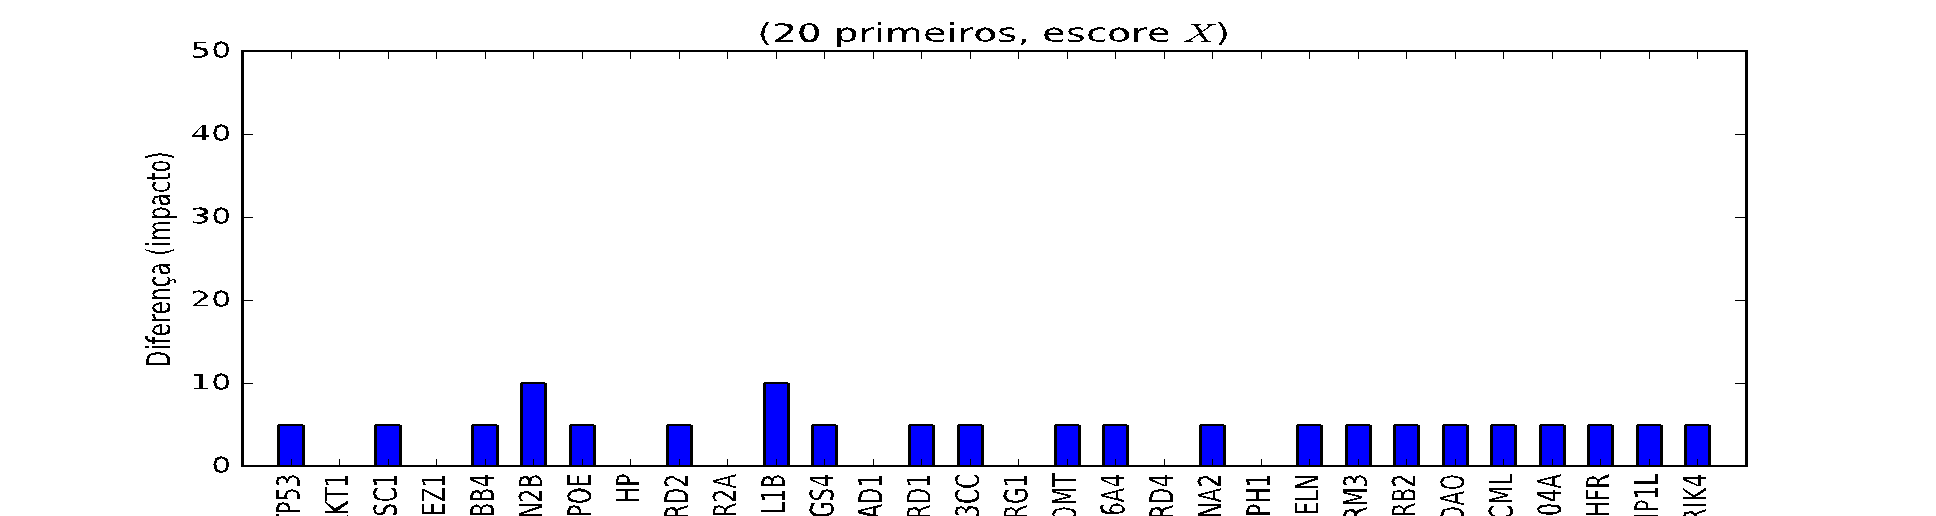 (20 primeiros, escore X)
50
40
30
20
10
0
Diferença (impacto)
TP53
KT1
SC1
EZ1
BB4
N2B
POE
HP
RD2
R2A
L1B
GS4
AD1
RD1
3CC
RG1
OMT
6A4
RD4
NA2
PH1
ELN
RM3
RB2
DAO
CML
04A
HFR
IP1L
RIK4